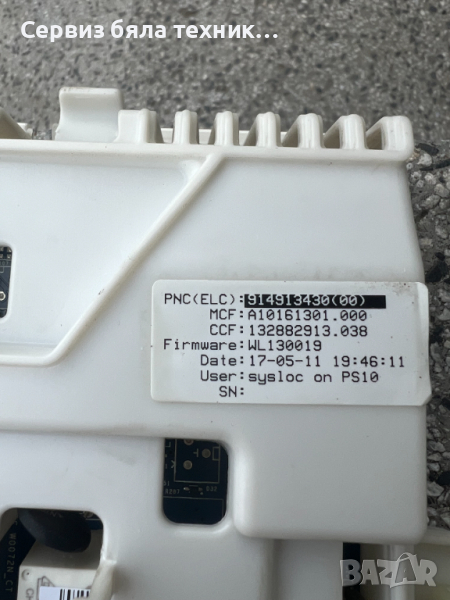 Сервиз бяла техник...
PNC(ELC):914913430(00)
MCF:A10161301.000
CCF:132882913.038
Firmware:WL130019
Date:17-05-11 19:46:11
User:sysloc on PS10
SN:
BAZAR